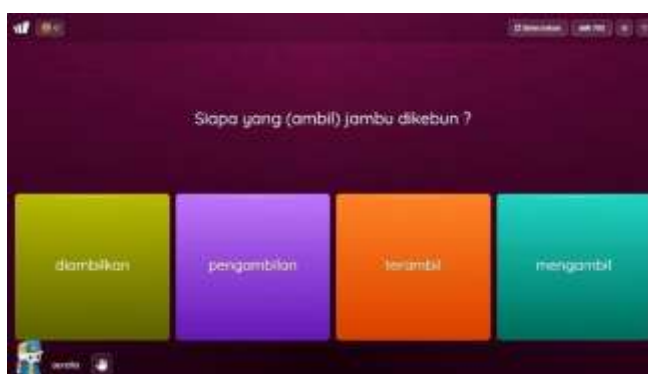 Siapa yang (ambil) jambu dikebun ?
diambilkan
pengambilan
terambil
mengambil